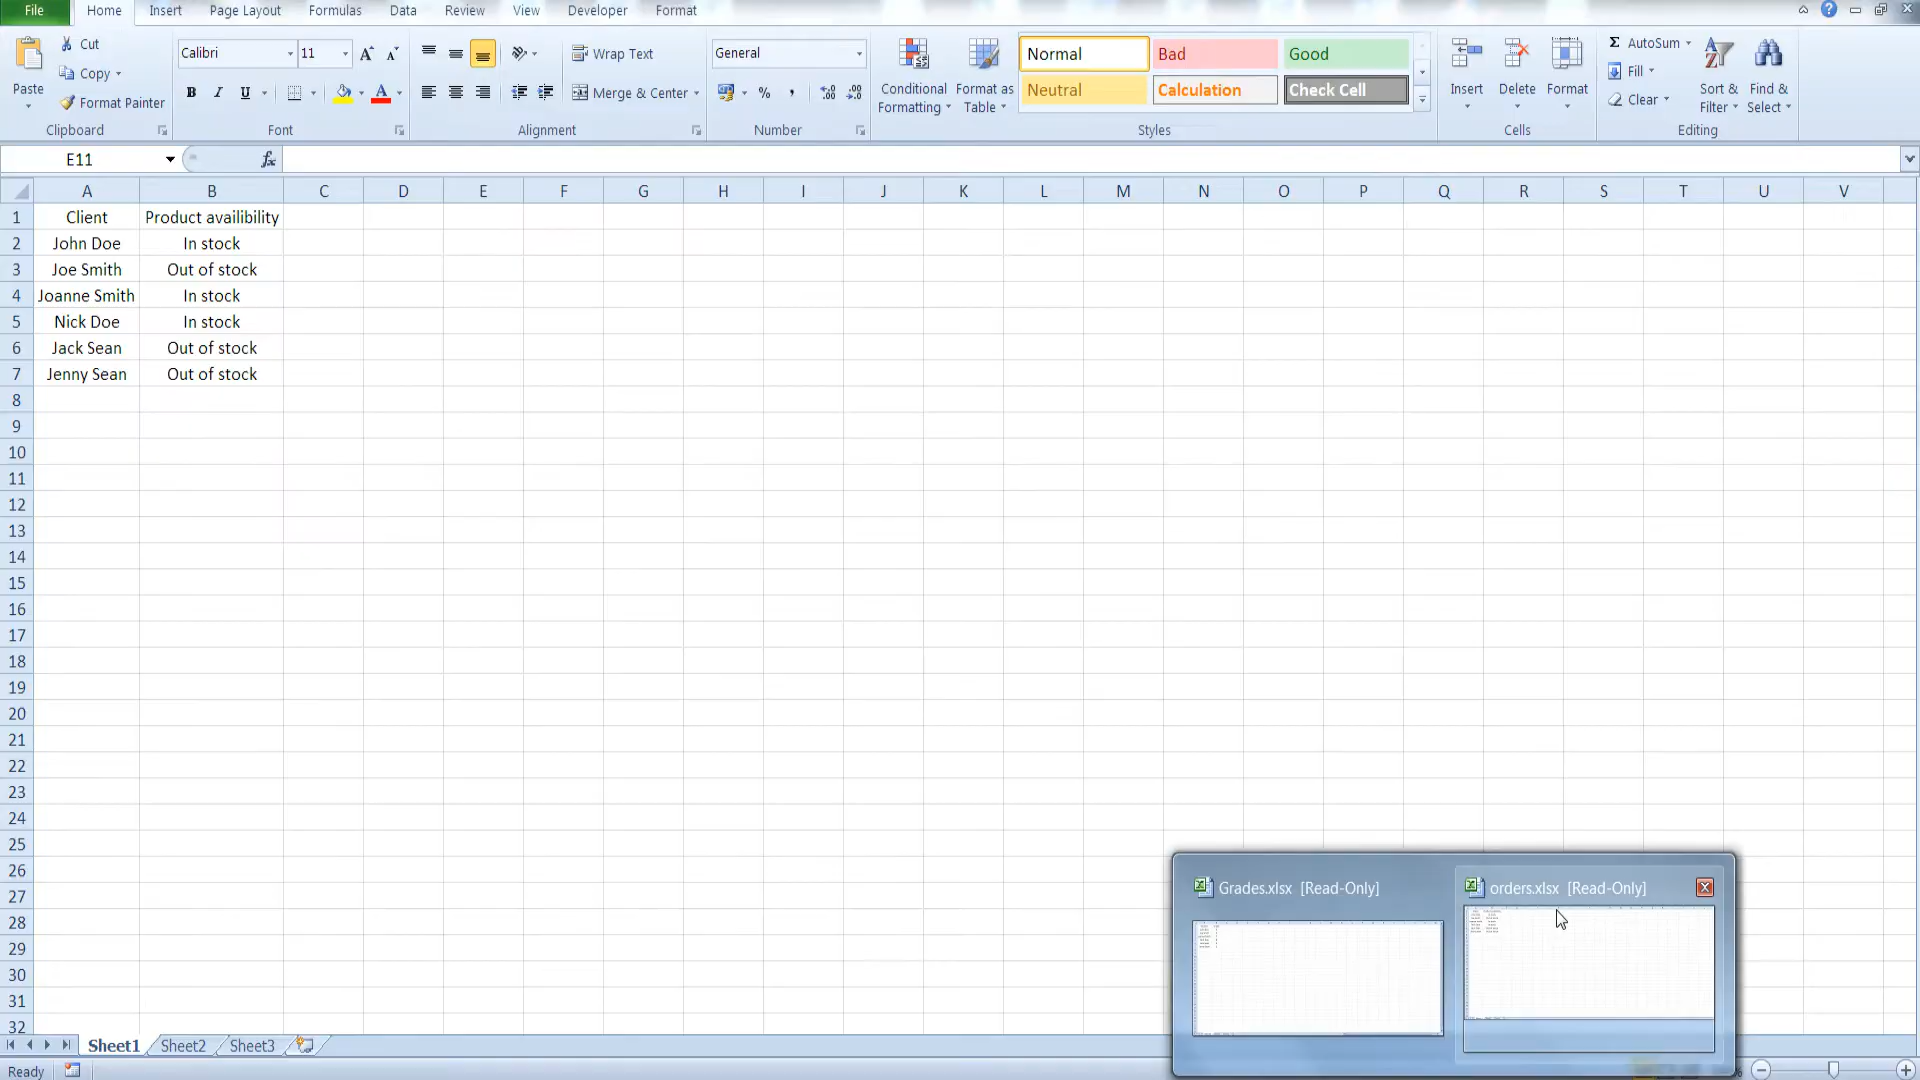 File Home Insert Page Layout Formulas Data Review View Developer Format
Paste Cut Copy Format Painter Clipboard
Calibri 11 B I U A Font
Wrap Text Merge & Center Alignment
General % , Number
Conditional Formatting Format as Table
Normal Bad Good
Neutral Calculation Check Cell
Styles
Insert Delete Format Cells
Σ AutoSum Fill Clear Sort & Filter Find & Select Editing
E11 fx
A B C D E F G H I J K L M N O P Q R S T U V
1 Client Product availibility
2 John Doe In stock
3 Joe Smith Out of stock
4 Joanne Smith In stock
5 Nick Doe In stock
6 Jack Sean Out of stock
7 Jenny Sean Out of stock
8
9
10
11
12
13
14
15
16
17
18
19
20
21
22
23
24
25
26
27
28
29
30
31
32
Grades.xlsx [Read-Only] orders.xlsx [Read-Only]
Sheet1 Sheet2 Sheet3
Ready